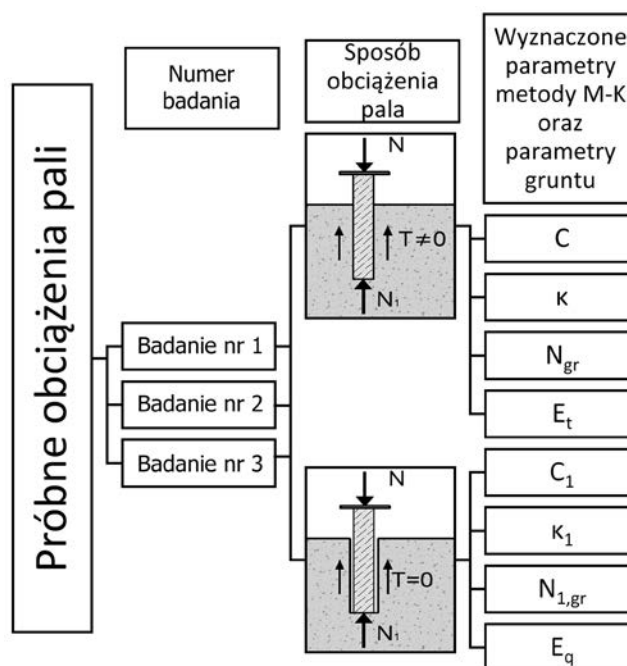 Próbne obciążenia pali
Numer
badania
Sposób
obciążenia
pala
Wyznaczone
parametry
metody M-K
oraz
parametry
gruntu
Badanie nr 1
Badanie nr 2
Badanie nr 3
N
T≠0
N₁
N
T=0
N₁
C
κ
N_gr
E_t
C₁
κ₁
N_1,gr
E_q